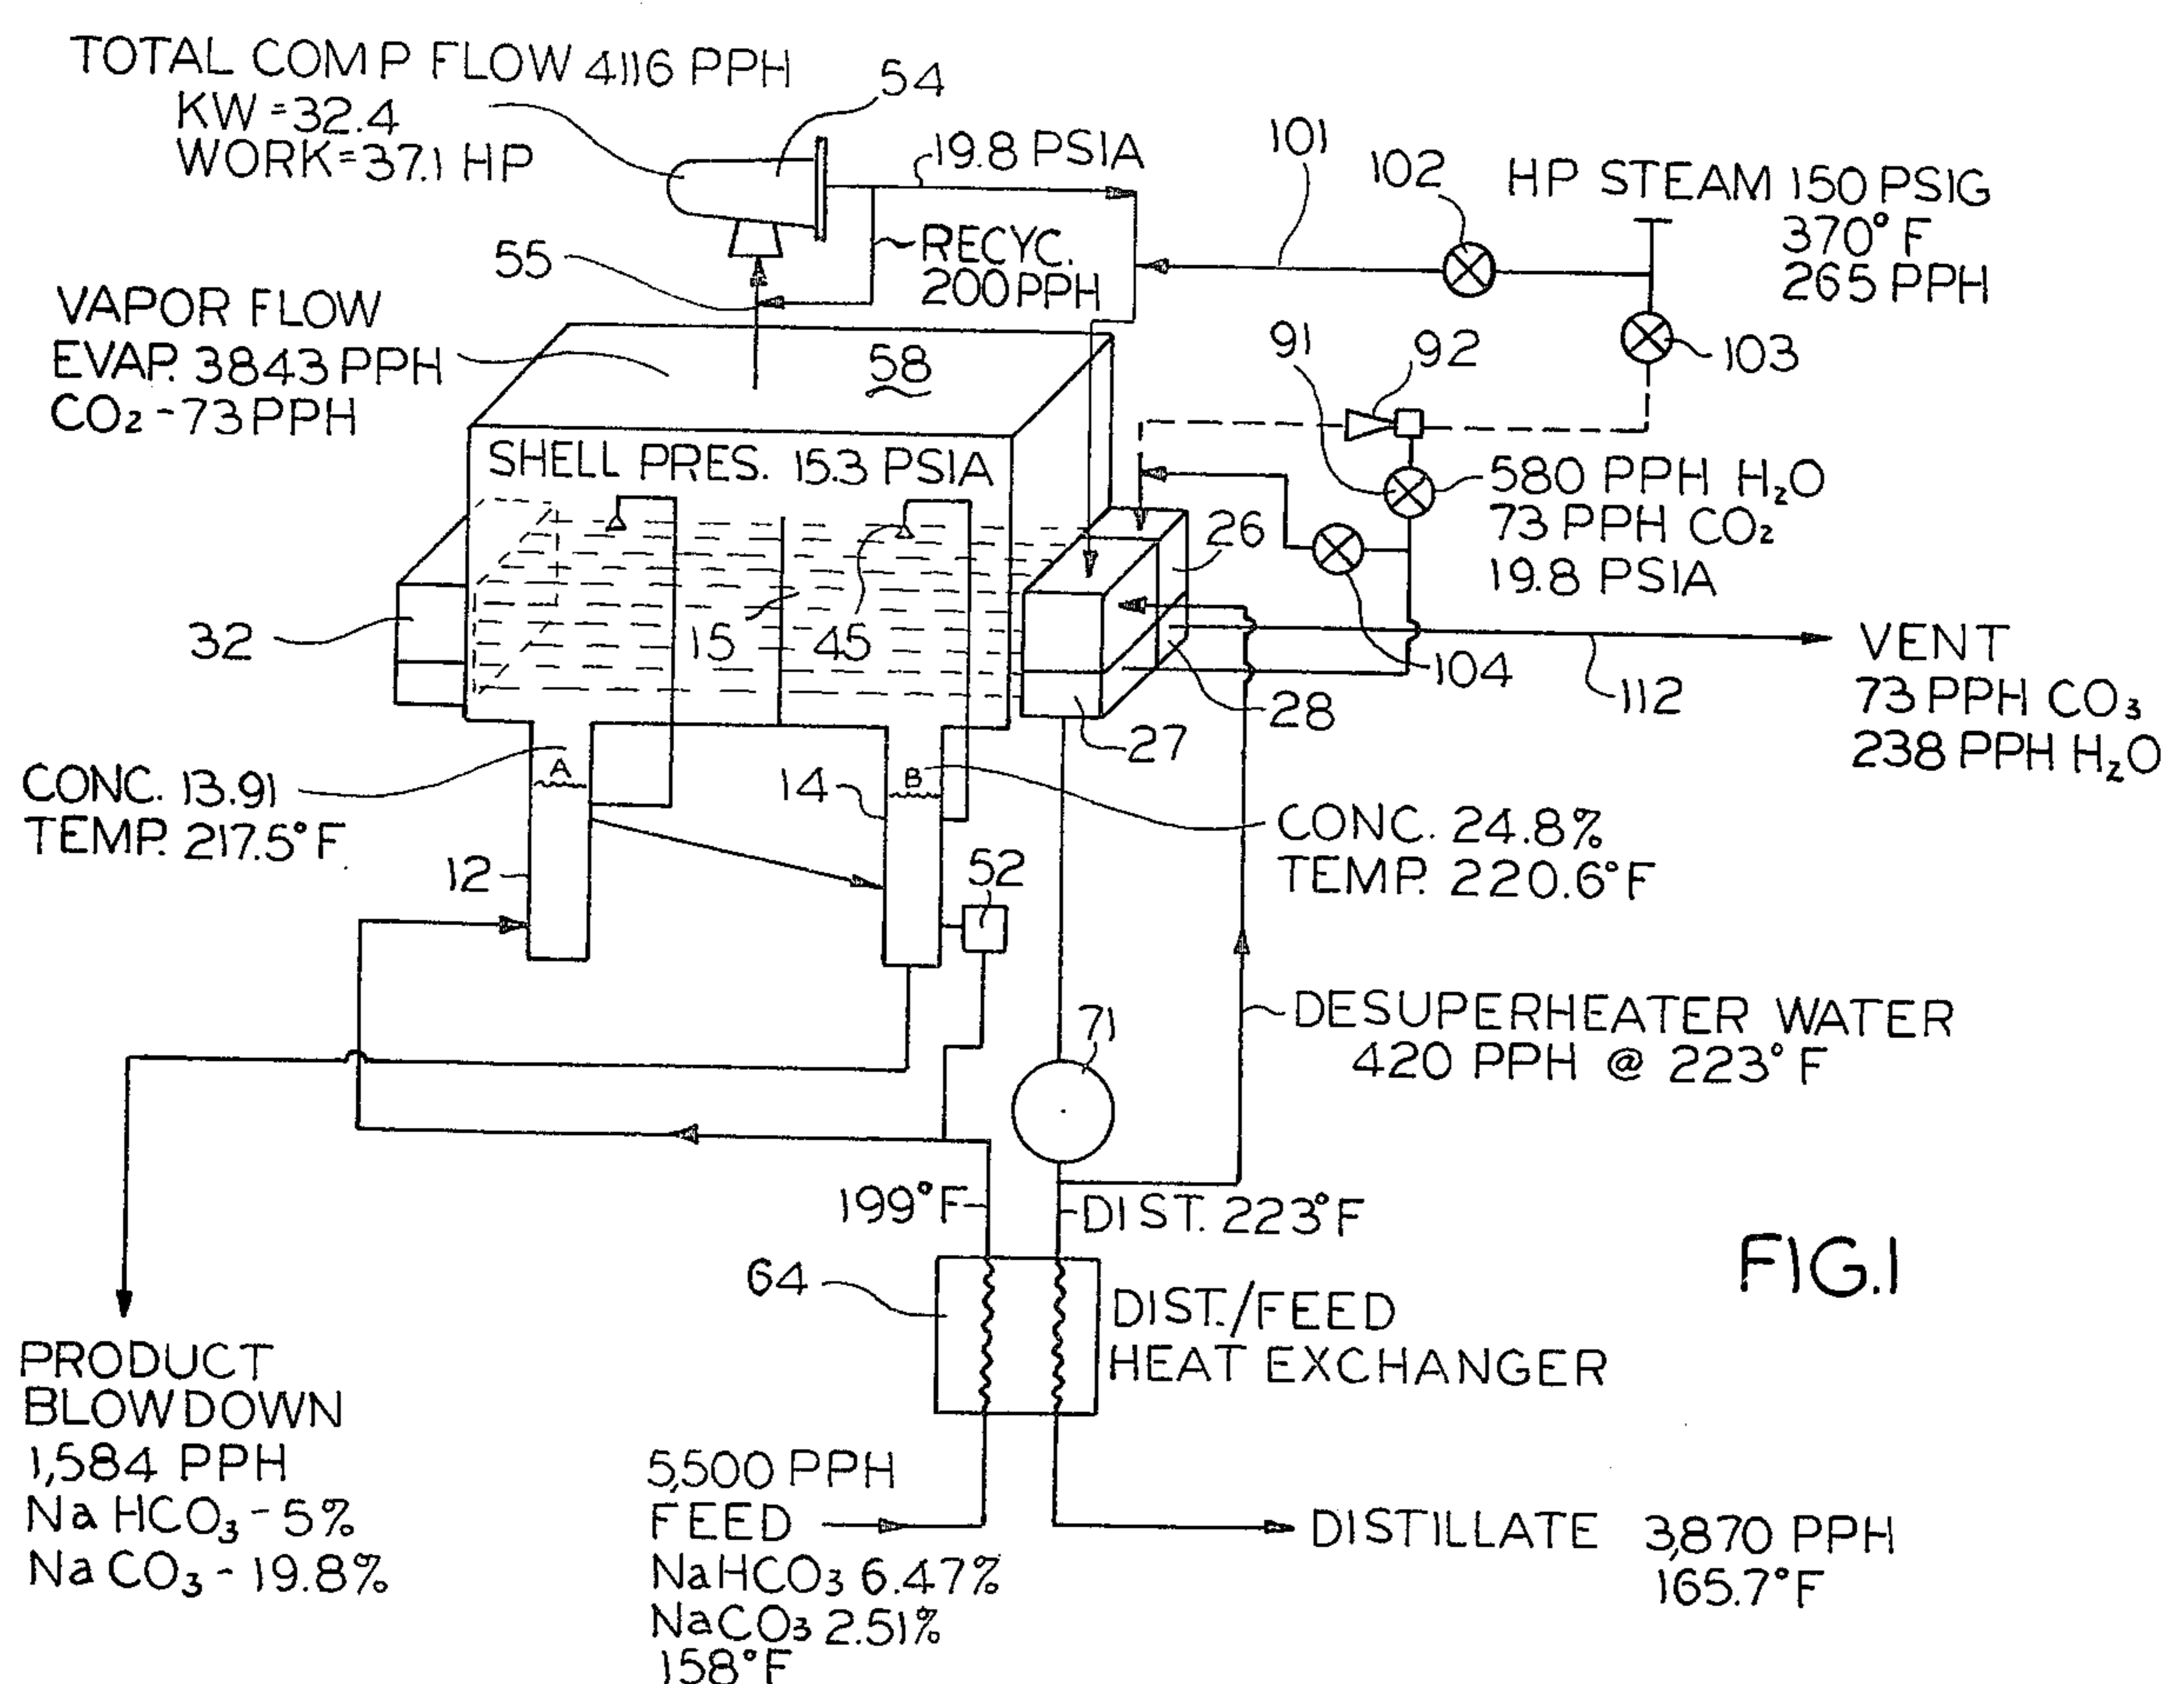 TOTAL COMP FLOW 4116 PPH
KW=32.4
WORK=37.1 HP
54
19.8 PSIA
101
102
HP STEAM 150 PSIG
370°F
265 PPH
55
RECYC.
200 PPH
VAPOR FLOW
EVAP. 3843 PPH
CO₂-73PPH
58
91
92
103
SHELL PRES. 15.3 PSIA
580 PPH H₂O
73 PPH CO₂
19.8 PSIA
26
32
15
45
104
VENT
73 PPH CO₃
238 PPH H₂O
112
28
27
CONC. 13.91
TEMP. 217.5°F.
A
14
B
CONC. 24.8%
TEMP. 220.6°F
12
52
DESUPERHEATER WATER
420 PPH @ 223°F
71
199°F
DIST. 223°F
FIG.1
64
DIST./FEED
HEAT EXCHANGER
PRODUCT
BLOWDOWN
1,584 PPH
NaHCO₃-5%
NaCO₃-19.8%
5,500 PPH
FEED
NaHCO₃ 6.47%
NaCO₃ 2.51%
158°F
DISTILLATE 3,870 PPH
165.7°F